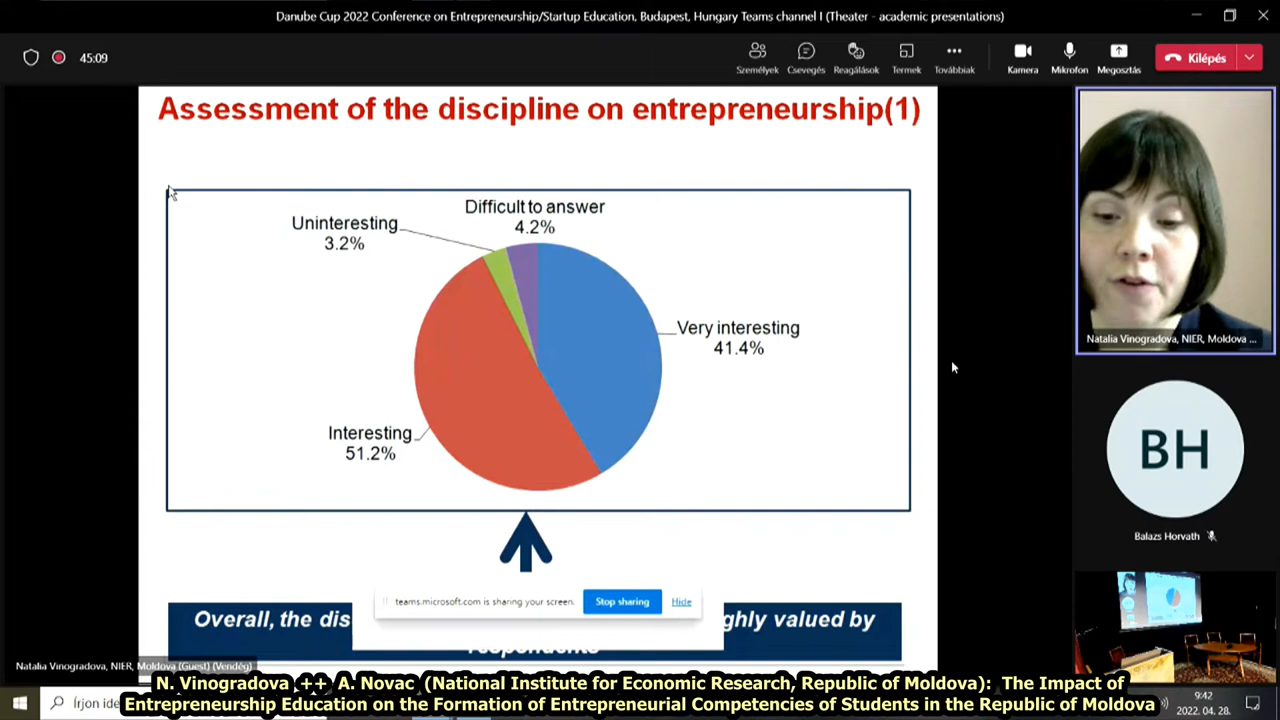 Danube Cup 2022 Conference on Entrepreneurship/Startup Education, Budapest, Hungary Teams channel I (Theater - academic presentations)
45:09
Személyek
Csevegés
Reagálások
Termek
Továbbiak
Kamera
Mikrofon
Megosztás
Kilépés
Assessment of the discipline on entrepreneurship(1)
Difficult to answer
4.2%
Uninteresting
3.2%
Very interesting
41.4%
Interesting
51.2%
Natalia Vinogradova, NIER, Moldova ...
BH
Balazs Horvath
teams.microsoft.com is sharing your screen.
Stop sharing
Hide
Overall, the dis ghly valued by
respondents
Natalia Vinogradova, NIER, Moldova (Guest) (Vendég)
N. Vinogradova ++ A. Novac (National Institute for Economic Research, Republic of Moldova): The Impact of
Entrepreneurship Education on the Formation of Entrepreneurial Competencies of Students in the Republic of Moldova
Írjon ide
9:42
2022. 04. 28.